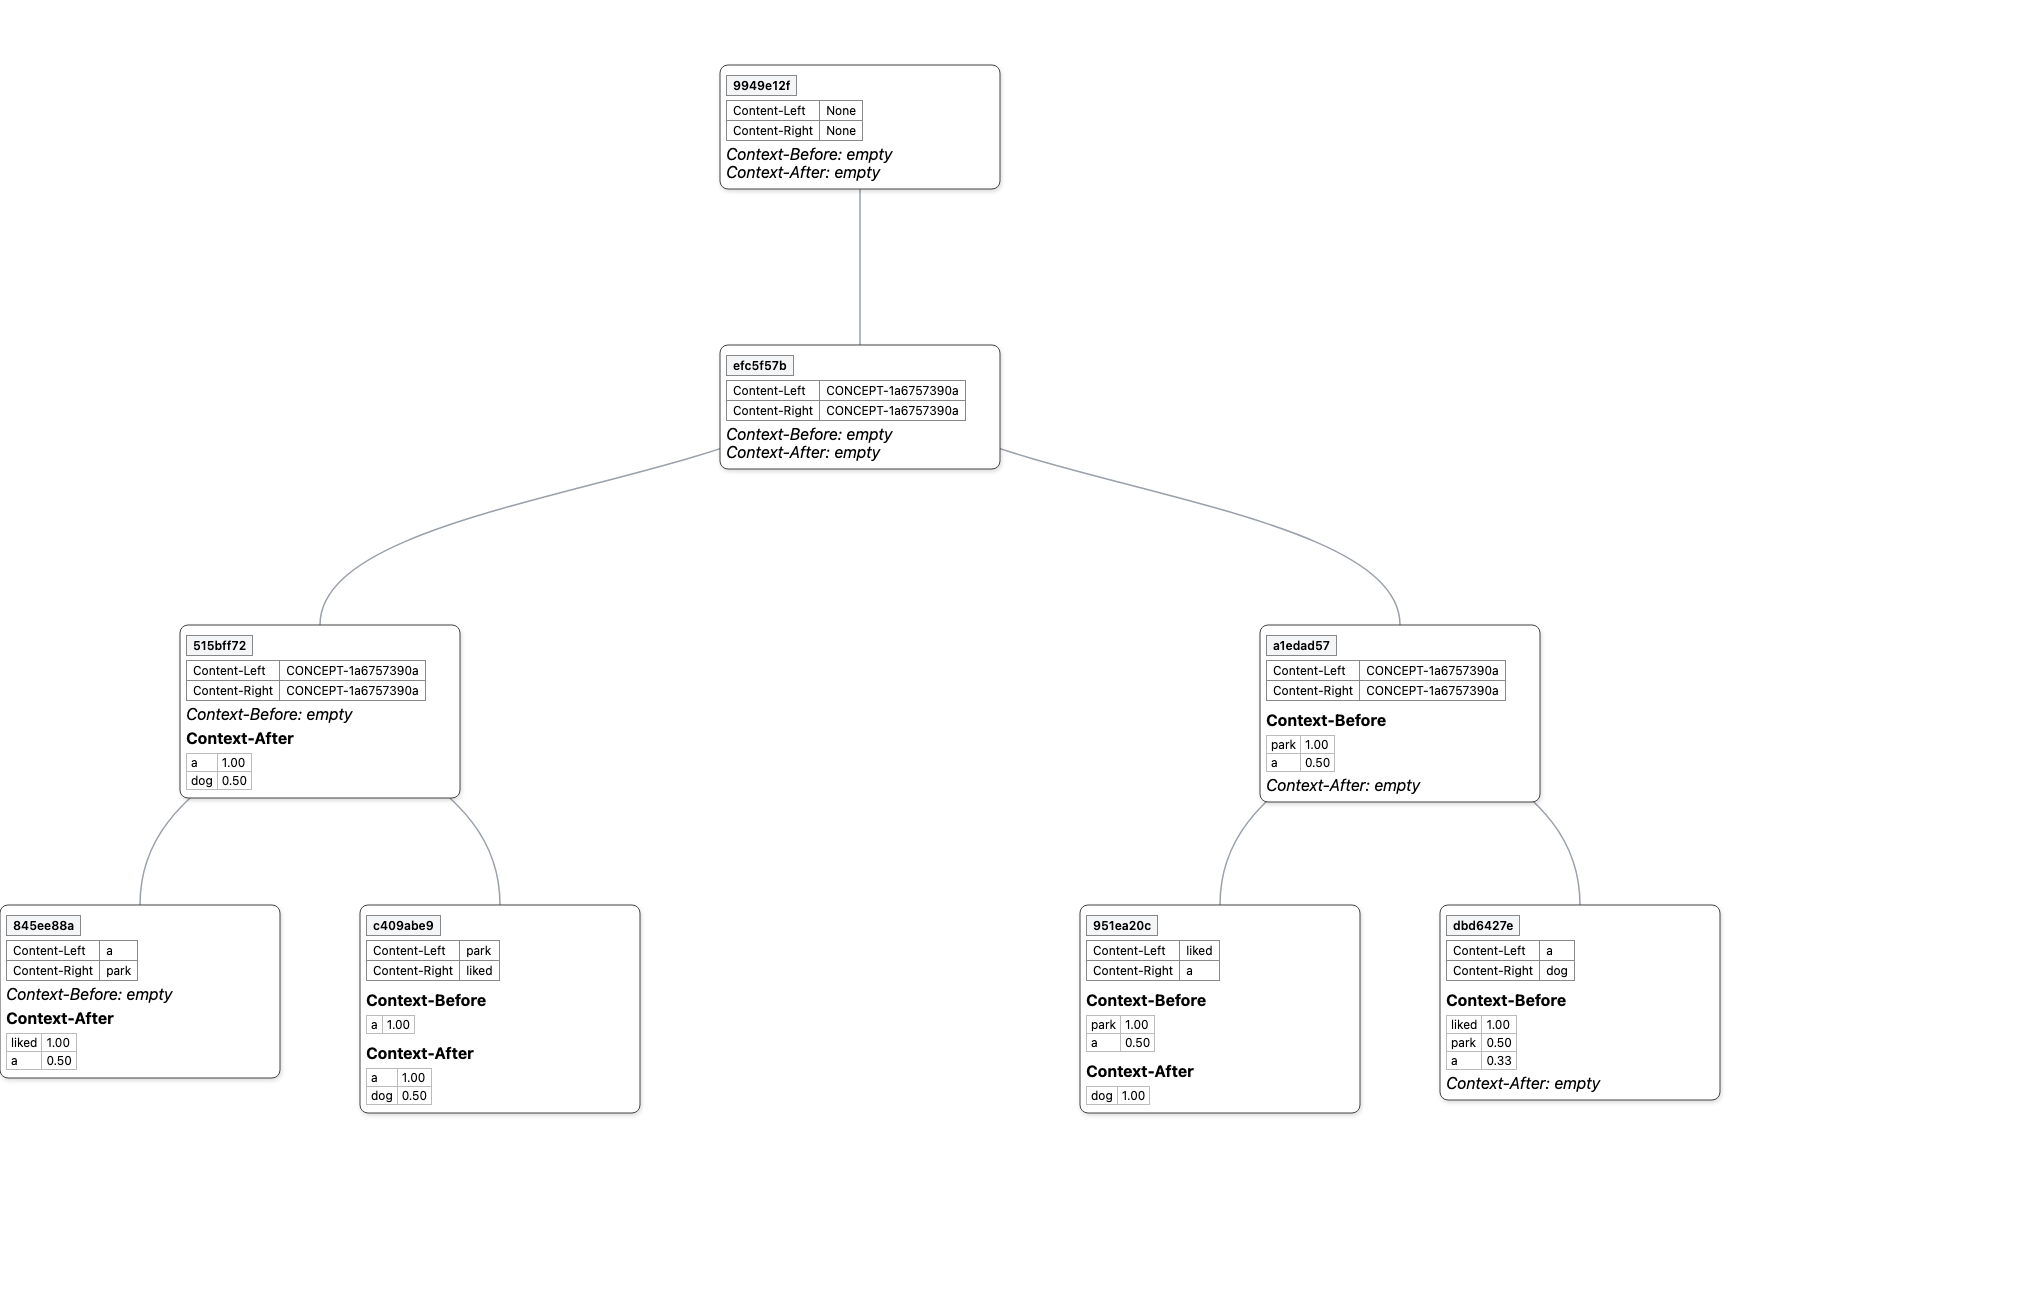 9949e12f
Content-Left None
Content-Right None
Context-Before: empty
Context-After: empty
efc5f57b
Content-Left CONCEPT-1a6757390a
Content-Right CONCEPT-1a6757390a
Context-Before: empty
Context-After: empty
515bff72
Content-Left CONCEPT-1a6757390a
Content-Right CONCEPT-1a6757390a
Context-Before: empty
Context-After
a 1.00
dog 0.50
a1edad57
Content-Left CONCEPT-1a6757390a
Content-Right CONCEPT-1a6757390a
Context-Before
park 1.00
a 0.50
Context-After: empty
845ee88a
Content-Left a
Content-Right park
Context-Before: empty
Context-After
liked 1.00
a 0.50
c409abe9
Content-Left park
Content-Right liked
Context-Before
a 1.00
Context-After
a 1.00
dog 0.50
951ea20c
Content-Left liked
Content-Right a
Context-Before
park 1.00
a 0.50
Context-After
dog 1.00
dbd6427e
Content-Left a
Content-Right dog
Context-Before
liked 1.00
park 0.50
a 0.33
Context-After: empty